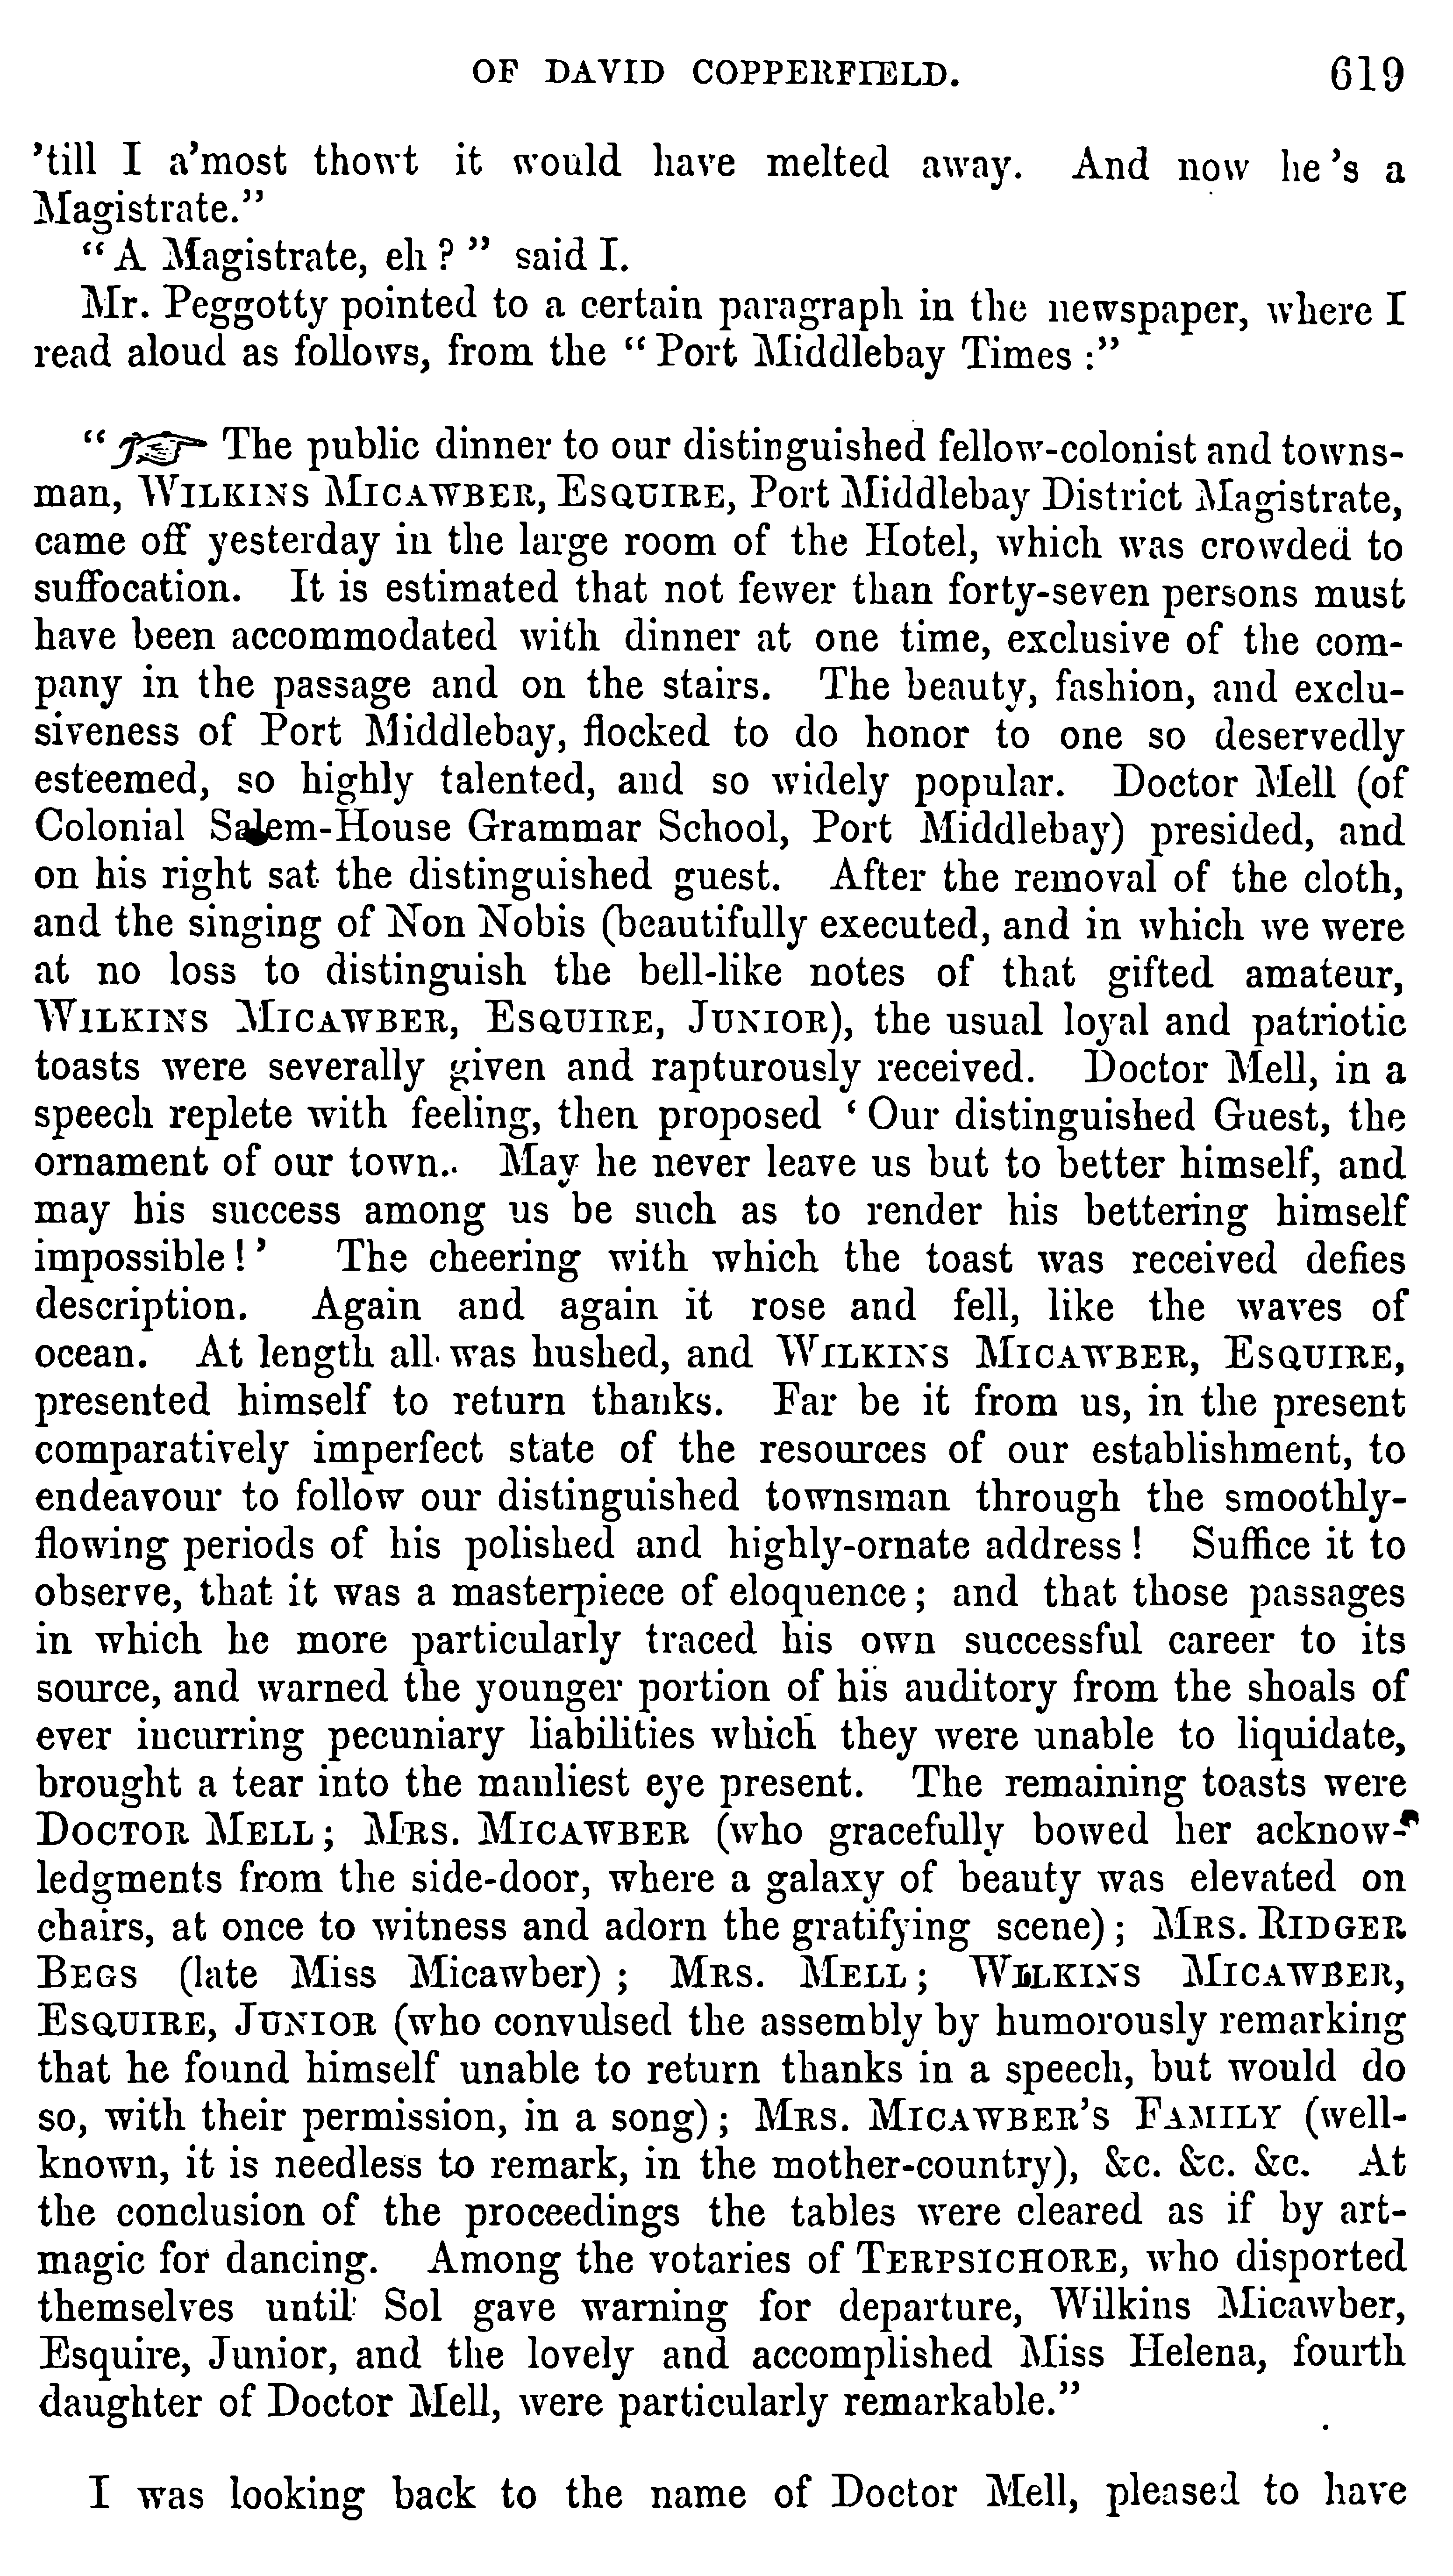 OF DAVID COPPERFIELD. 619
'till I a'most thowt it would have melted away. And now he's a
Magistrate."
"A Magistrate, eh?" said I.
Mr. Peggotty pointed to a certain paragraph in the newspaper, where I
read aloud as follows, from the "Port Middlebay Times:"
"☞ The public dinner to our distinguished fellow-colonist and towns-
man, WILKINS MICAWBER, ESQUIRE, Port Middlebay District Magistrate,
came off yesterday in the large room of the Hotel, which was crowded to
suffocation. It is estimated that not fewer than forty-seven persons must
have been accommodated with dinner at one time, exclusive of the com-
pany in the passage and on the stairs. The beauty, fashion, and exclu-
siveness of Port Middlebay, flocked to do honor to one so deservedly
esteemed, so highly talented, and so widely popular. Doctor Mell (of
Colonial Salem-House Grammar School, Port Middlebay) presided, and
on his right sat the distinguished guest. After the removal of the cloth,
and the singing of Non Nobis (beautifully executed, and in which we were
at no loss to distinguish the bell-like notes of that gifted amateur,
WILKINS MICAWBER, ESQUIRE, JUNIOR), the usual loyal and patriotic
toasts were severally given and rapturously received. Doctor Mell, in a
speech replete with feeling, then proposed 'Our distinguished Guest, the
ornament of our town. May he never leave us but to better himself, and
may his success among us be such as to render his bettering himself
impossible!' The cheering with which the toast was received defies
description. Again and again it rose and fell, like the waves of
ocean. At length all was hushed, and WILKINS MICAWBER, ESQUIRE,
presented himself to return thanks. Far be it from us, in the present
comparatively imperfect state of the resources of our establishment, to
endeavour to follow our distinguished townsman through the smoothly-
flowing periods of his polished and highly-ornate address! Suffice it to
observe, that it was a masterpiece of eloquence; and that those passages
in which he more particularly traced his own successful career to its
source, and warned the younger portion of his auditory from the shoals of
ever incurring pecuniary liabilities which they were unable to liquidate,
brought a tear into the manliest eye present. The remaining toasts were
DOCTOR MELL; MRS. MICAWBER (who gracefully bowed her acknow-
ledgments from the side-door, where a galaxy of beauty was elevated on
chairs, at once to witness and adorn the gratifying scene); MRS. RIDGER
BEGS (late Miss Micawber); MRS. MELL; WILKINS MICAWBER,
ESQUIRE, JUNIOR (who convulsed the assembly by humorously remarking
that he found himself unable to return thanks in a speech, but would do
so, with their permission, in a song); MRS. MICAWBER'S FAMILY (well-
known, it is needless to remark, in the mother-country), &c. &c. &c. At
the conclusion of the proceedings the tables were cleared as if by art-
magic for dancing. Among the votaries of TERPSICHORE, who disported
themselves until Sol gave warning for departure, Wilkins Micawber,
Esquire, Junior, and the lovely and accomplished Miss Helena, fourth
daughter of Doctor Mell, were particularly remarkable."
I was looking back to the name of Doctor Mell, pleased to have